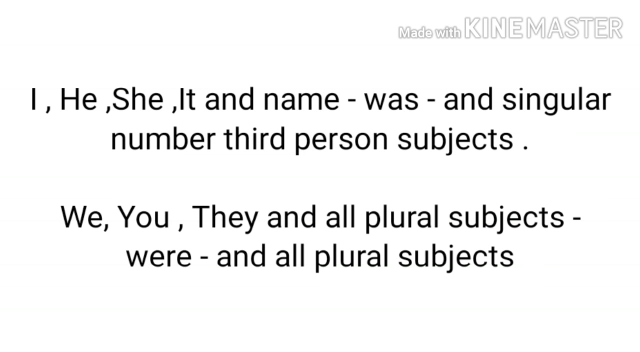 Made with KINEMASTER
I , He ,She ,It and name - was - and singular
number third person subjects .
We, You , They and all plural subjects -
were - and all plural subjects